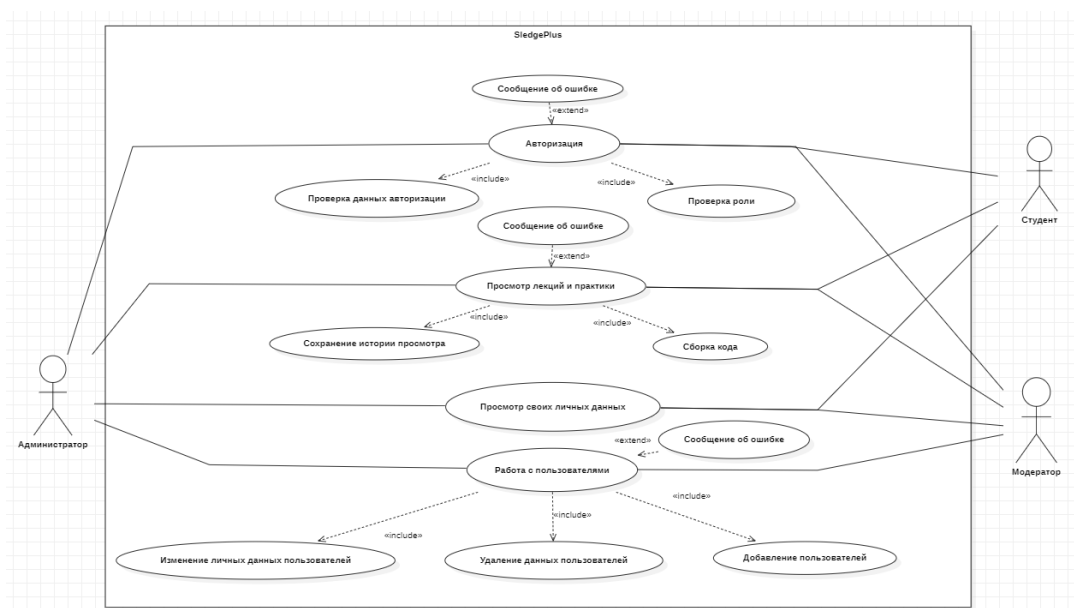 SledgePlus
Сообщение об ошибке
«extend»
Авторизация
«include»
«include»
Проверка данных авторизации
Проверка роли
Студент
Сообщение об ошибке
«extend»
Просмотр лекций и практики
«include»
«include»
Сохранение истории просмотра
Сборка кода
Администратор
Просмотр своих личных данных
«extend»
Сообщение об ошибке
Работа с пользователями
Модератор
«include»
«include»
«include»
Изменение личных данных пользователей
Удаление данных пользователей
Добавление пользователей